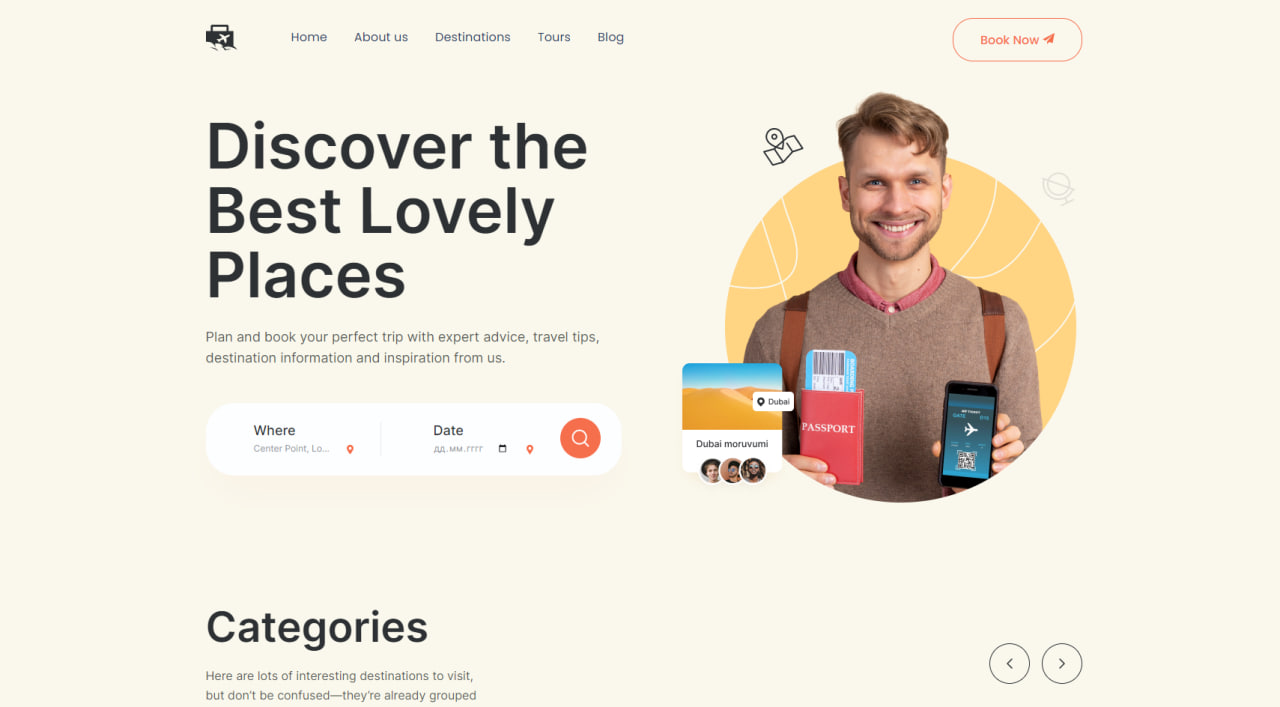 Home
About us
Destinations
Tours
Blog
Book Now
Discover the
Best Lovely
Places
Plan and book your perfect trip with expert advice, travel tips,
destination information and inspiration from us.
Where
Center Point, Lo...
Date
дд.мм.гггг
Dubai
Dubai moruvumi
PASSPORT
BOARDING
GATE
Categories
Here are lots of interesting destinations to visit,
but don't be confused—they're already grouped